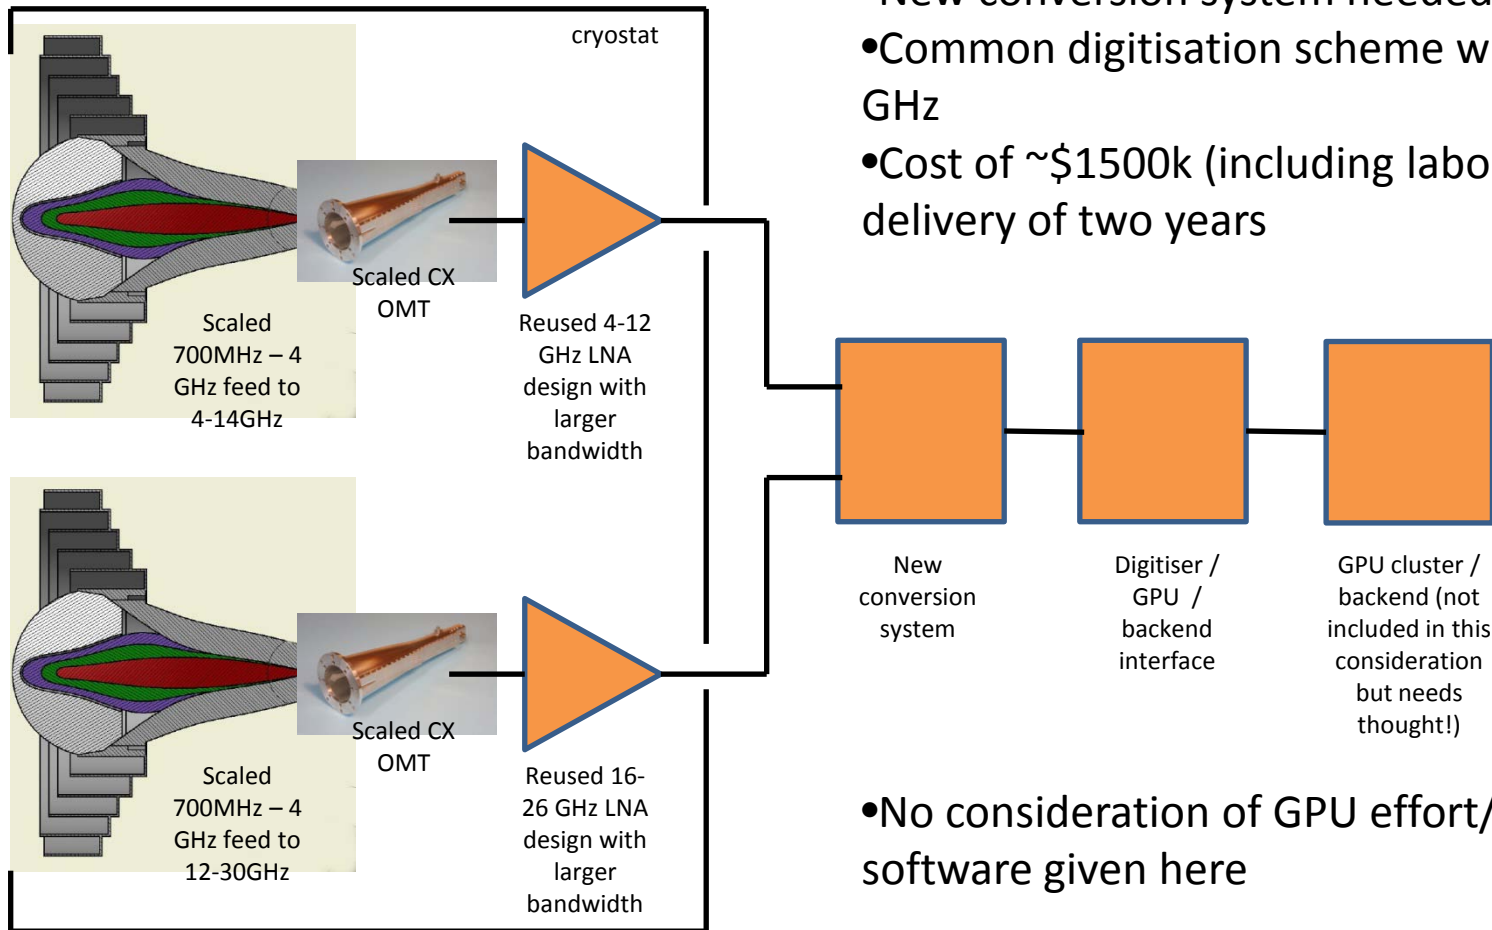 cryostat
•New conversion system needed
•Common digitisation scheme w
GHz
•Cost of ~$1500k (including labo
delivery of two years
Scaled CX
OMT
Scaled
700MHz – 4
GHz feed to
4-14GHz
Reused 4-12
GHz LNA
design with
larger
bandwidth
New
conversion
system
Digitiser /
GPU /
backend
interface
GPU cluster /
backend (not
included in this
consideration
but needs
thought!)
Scaled CX
OMT
Scaled
700MHz – 4
GHz feed to
12-30GHz
Reused 16-
26 GHz LNA
design with
larger
bandwidth
•No consideration of GPU effort/
software given here